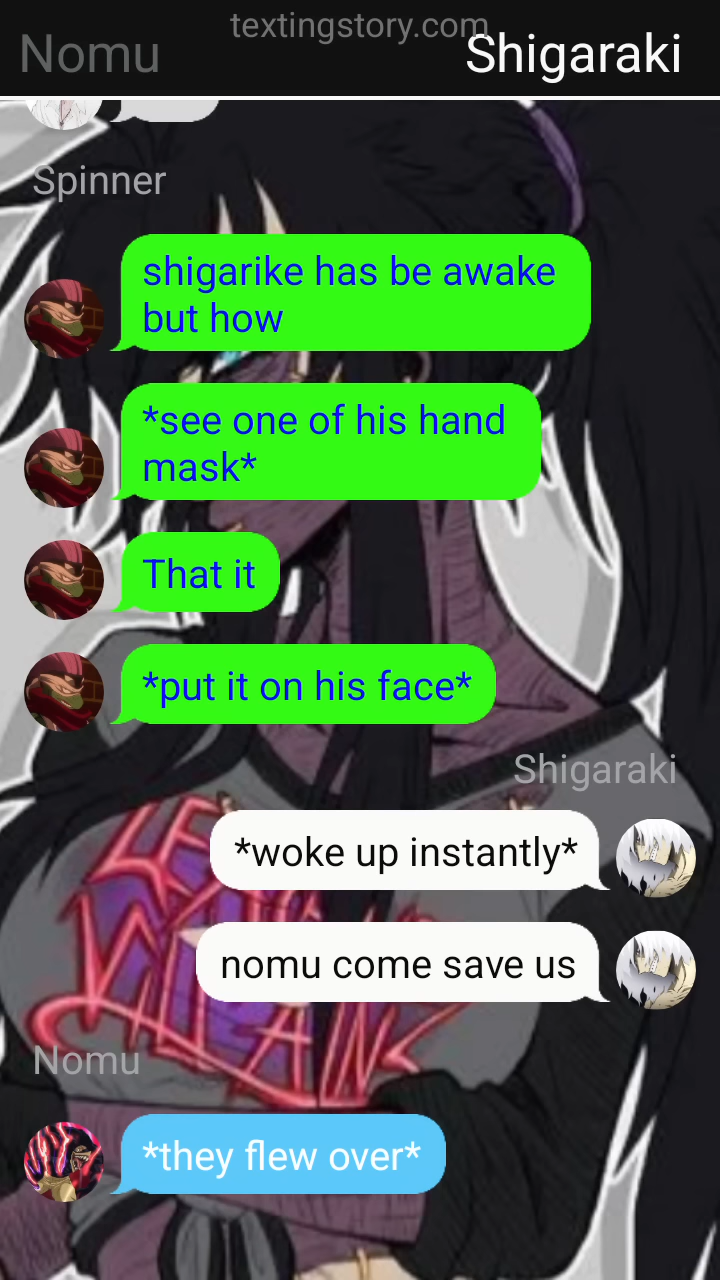 textingstory.com
Nomu
Shigaraki
Spinner
shigarike has be awake
but how
*see one of his hand
mask*
That it
*put it on his face*
Shigaraki
*woke up instantly*
nomu come save us
Nomu
*they flew over*